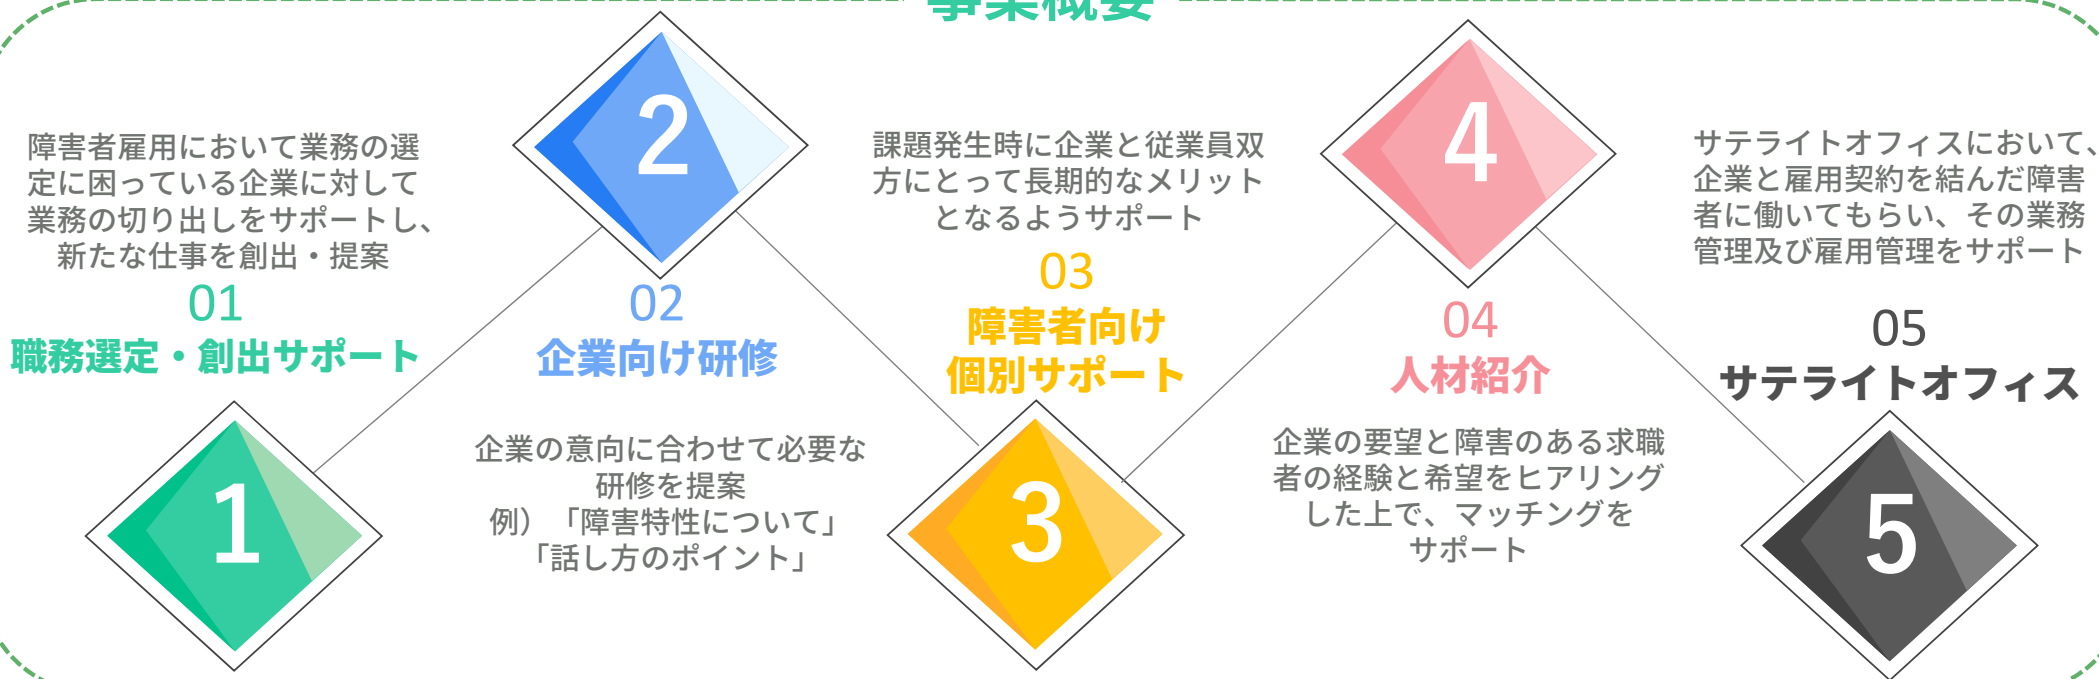 事業概要
障害者雇用において業務の選
定に困っている企業に対して
業務の切り出しをサポートし、
新たな仕事を創出・提案
01
職務選定・創出サポート
1
2
02
企業向け研修
企業の意向に合わせて必要な
研修を提案
例）「障害特性について」
「話し方のポイント」
課題発生時に企業と従業員双
方にとって長期的なメリット
となるようサポート
03
障害者向け
個別サポート
3
4
04
人材紹介
企業の要望と障害のある求職
者の経験と希望をヒアリング
した上で、マッチングを
サポート
サテライトオフィスにおいて、
企業と雇用契約を結んだ障害
者に働いてもらい、その業務
管理及び雇用管理をサポート
05
サテライトオフィス
5